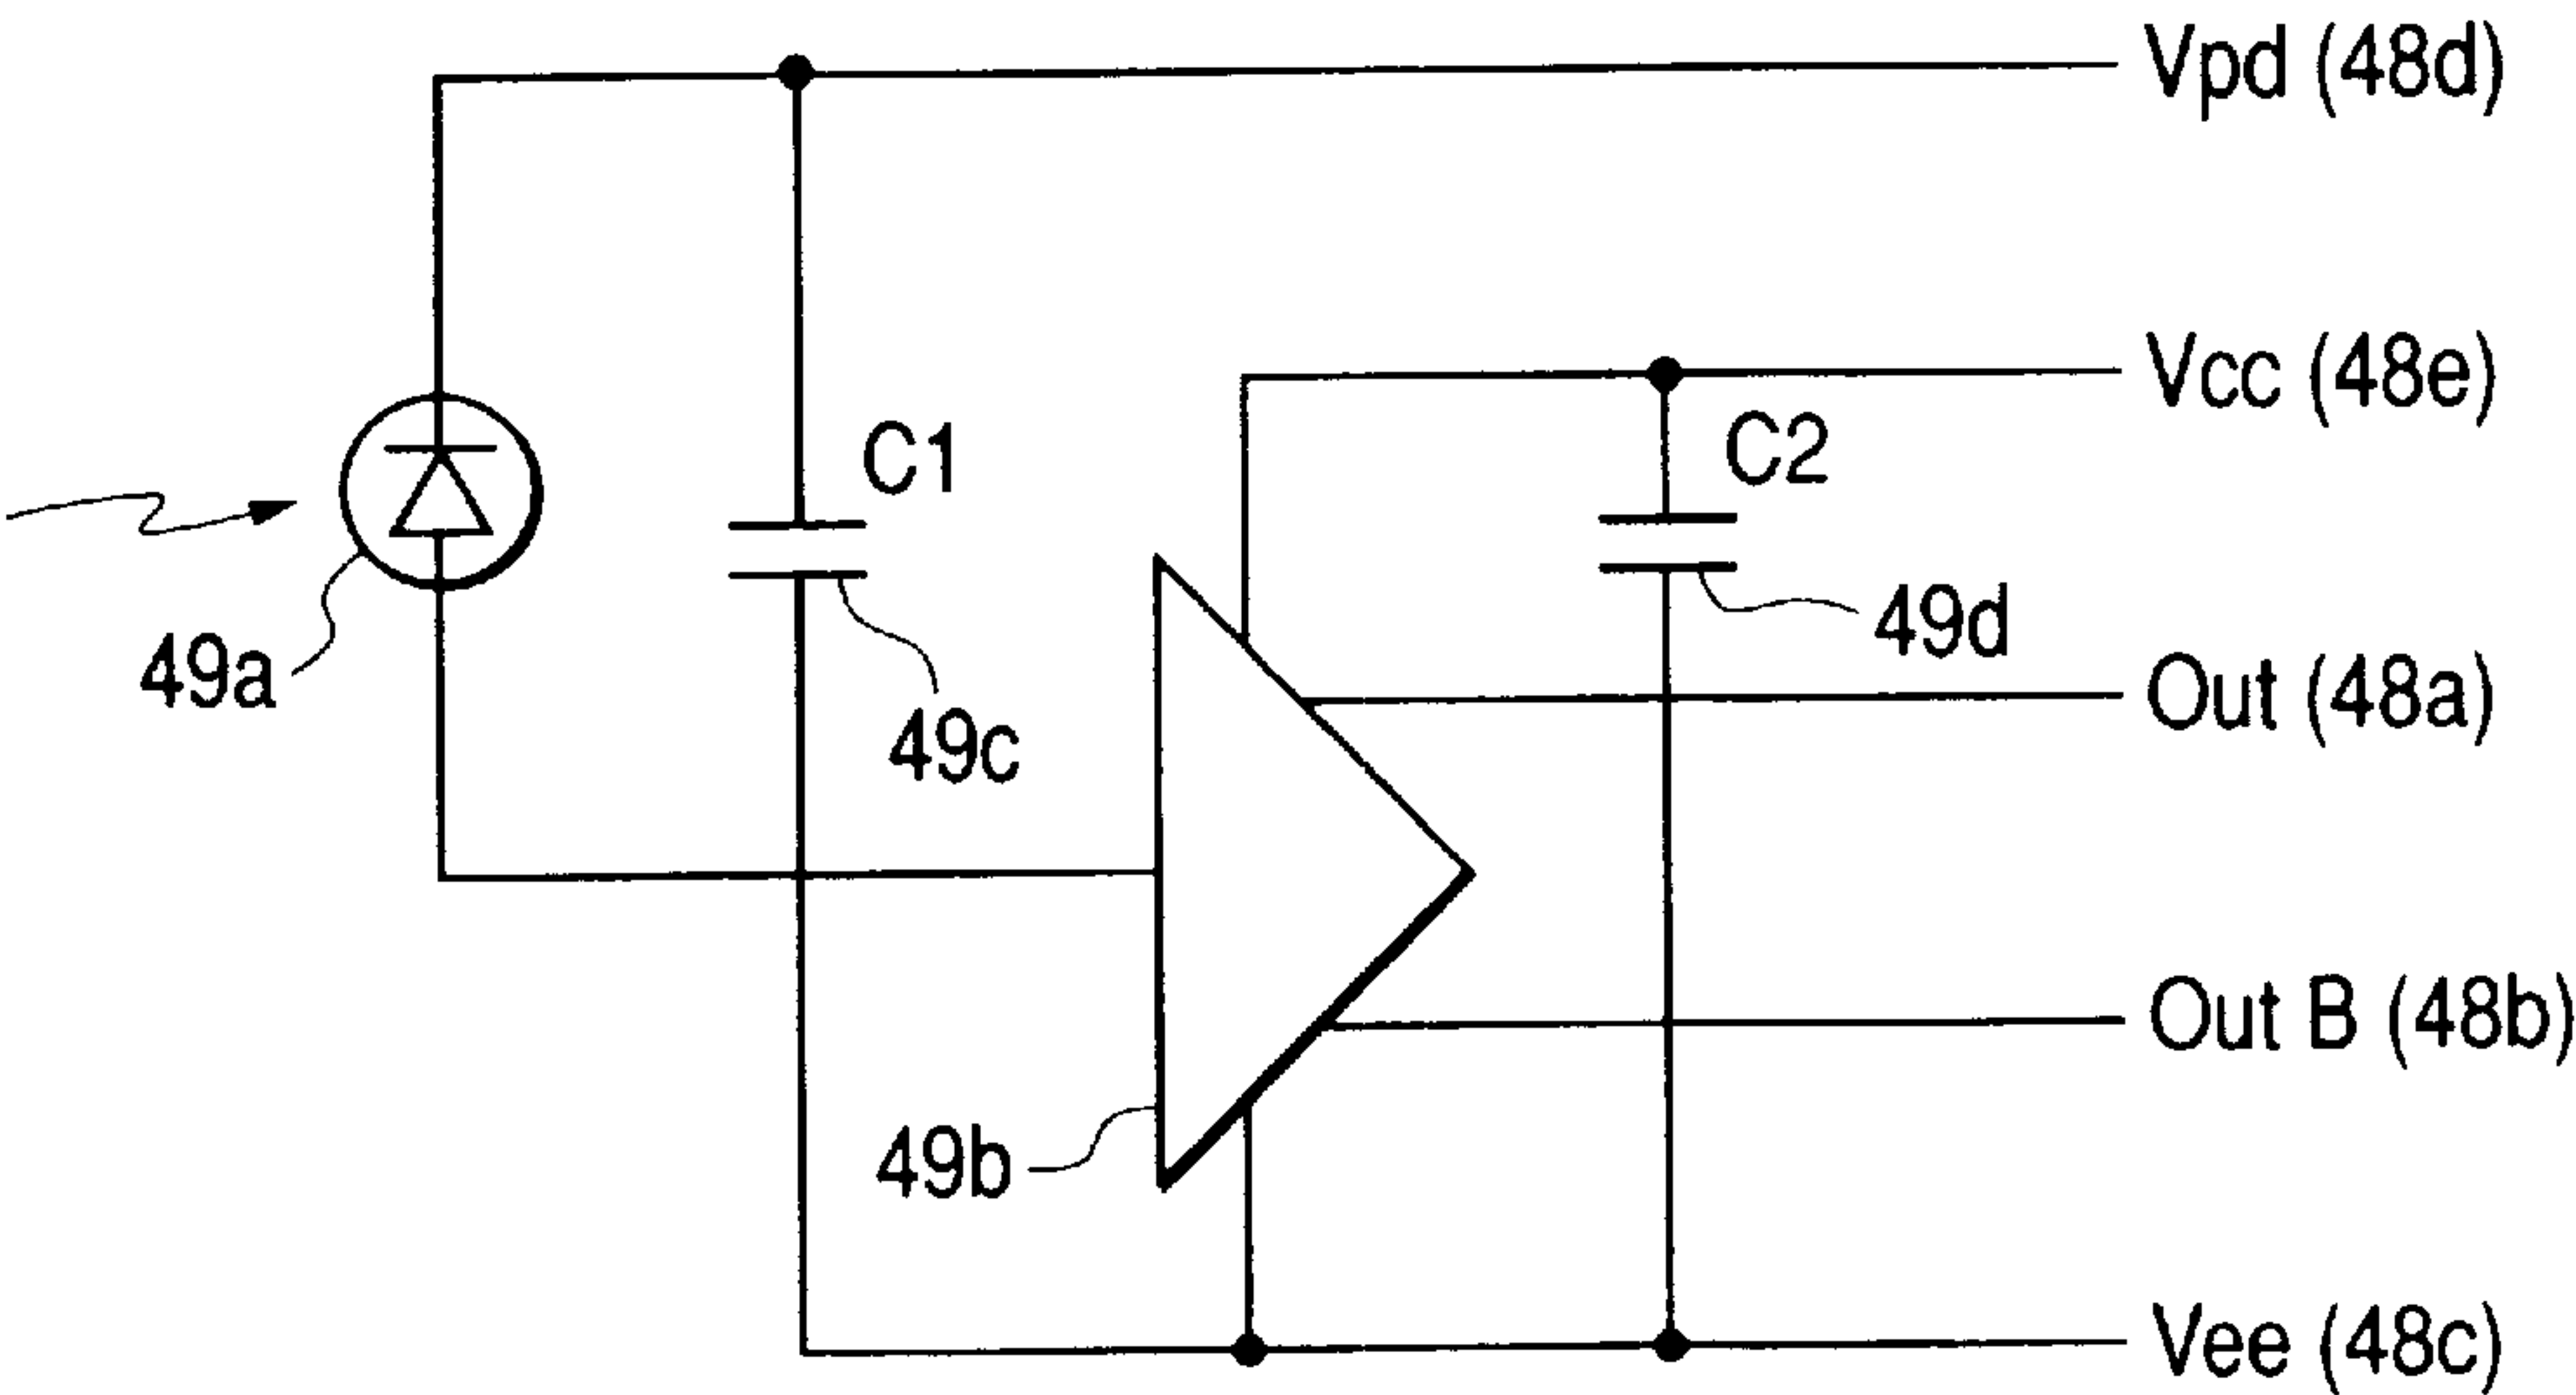 Vpd (48d)
Vcc (48e)
C1
C2
49d
49a
Out (48a)
49c
Out B (48b)
49b
Vee (48c)